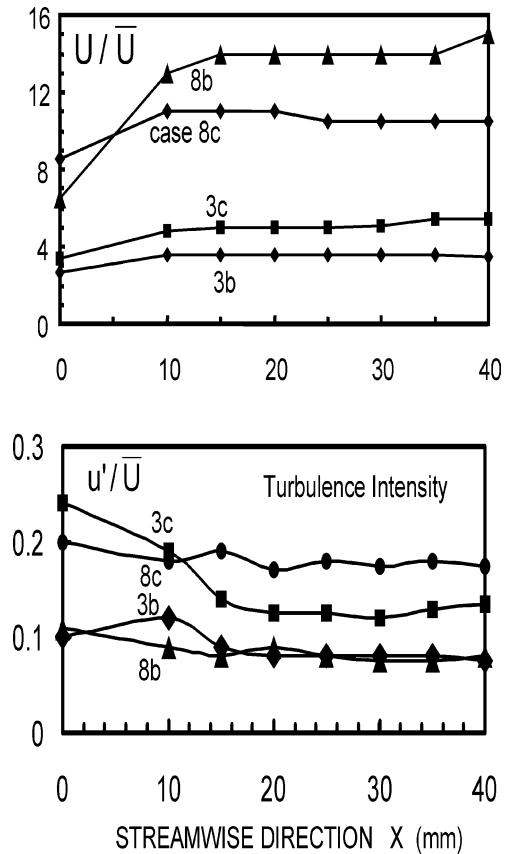 16
U / U̅
12
8b
case 8c
8
3c
4
3b
0
0 10 20 30 40
0.3
u'/U̅
Turbulence Intensity
3c
0.2
8c
3b
0.1
8b
0
0 10 20 30 40
STREAMWISE DIRECTION X (mm)